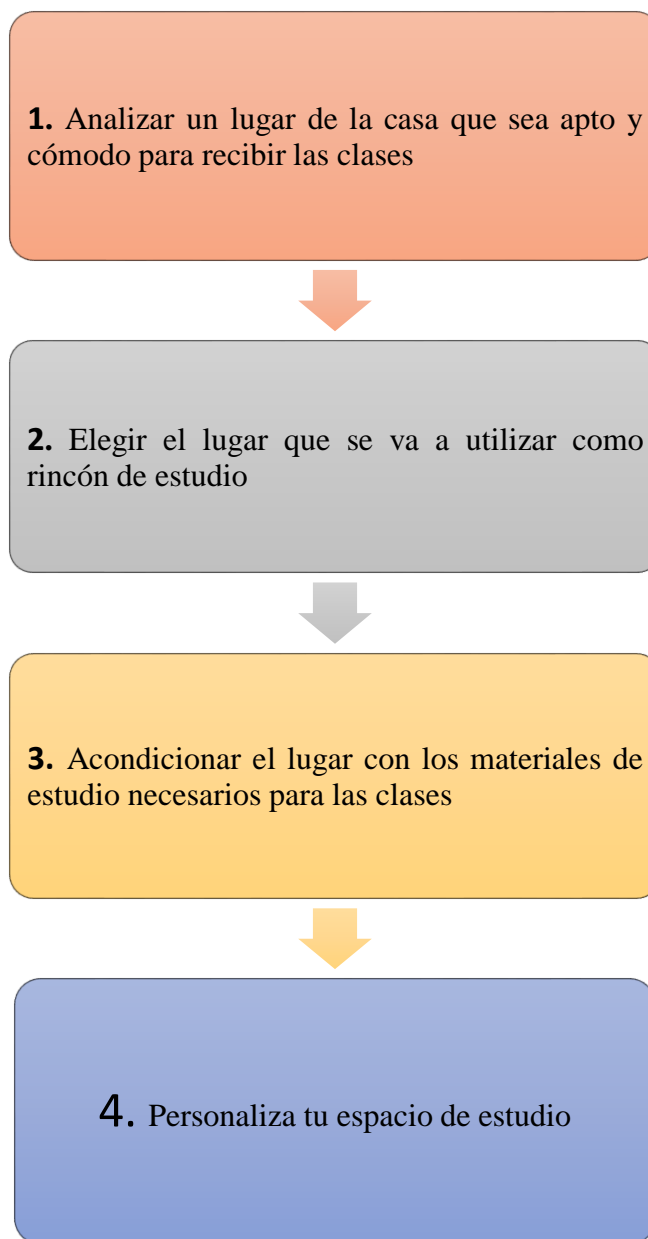 1. Analizar un lugar de la casa que sea apto y
cómodo para recibir las clases
2. Elegir el lugar que se va a utilizar como
rincón de estudio
3. Acondicionar el lugar con los materiales de
estudio necesarios para las clases
4. Personaliza tu espacio de estudio